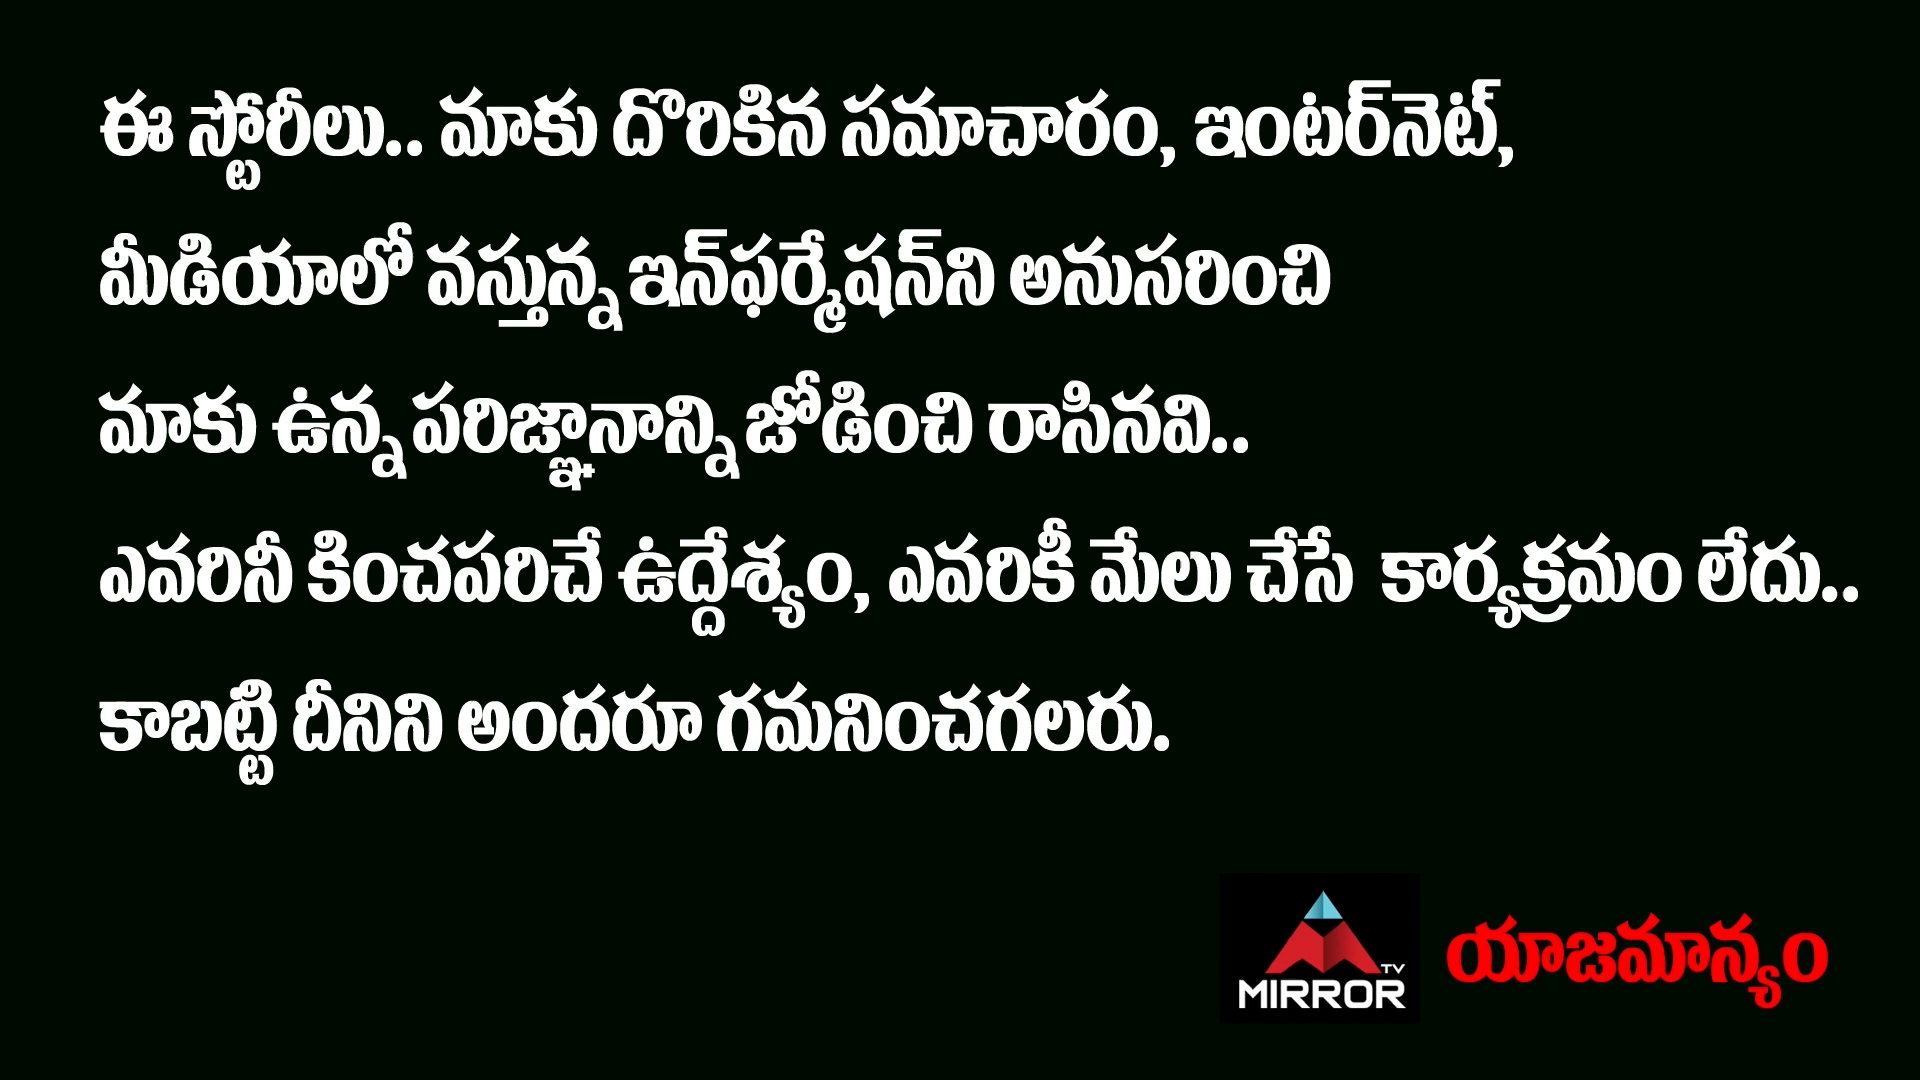 ఈ స్టోరీలు.. మాకు దొరికిన సమాచారం, ఇంటర్‌నెట్,
మీడియాలో వస్తున్న ఇన్‌ఫర్మేషన్‌ని అనుసరించి
మాకు ఉన్న పరిజ్ఞానాన్ని జోడించి రాసినవి..
ఎవరినీ కించపరిచే ఉద్దేశ్యం, ఎవరికీ మేలు చేసే కార్యక్రమం లేదు..
కాబట్టి దీనిని అందరూ గమనించగలరు.
TV
MIRROR
యాజమాన్యం